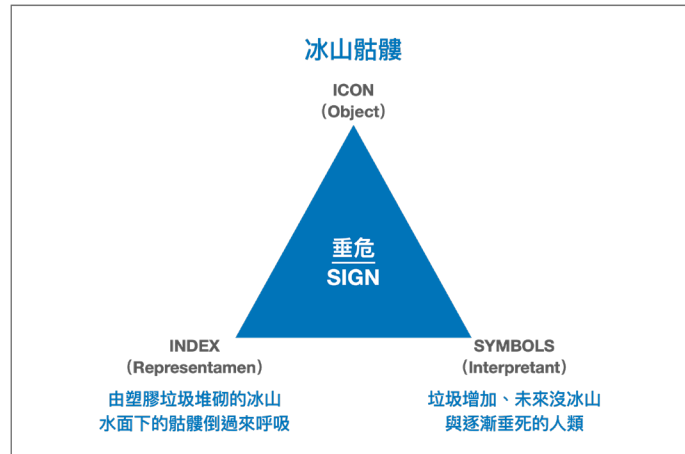 冰山骷髏
ICON
(Object)
垂危
SIGN
INDEX
(Representamen)
由塑膠垃圾堆砌的冰山
水面下的骷髏倒過來呼吸
SYMBOLS
(Interpretant)
垃圾增加、未來沒冰山
與逐漸垂死的人類